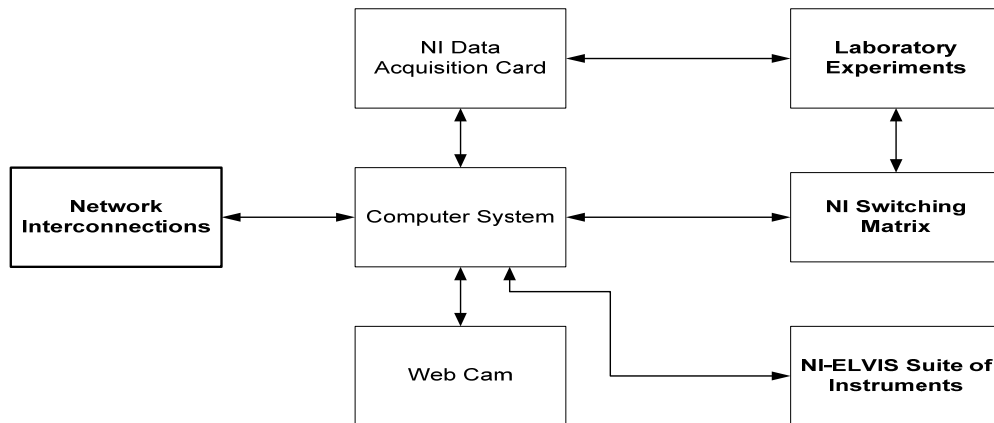 NI Data
Acquisition Card
Laboratory
Experiments
Network
Interconnections
Computer System
NI Switching
Matrix
Web Cam
NI-ELVIS Suite of
Instruments